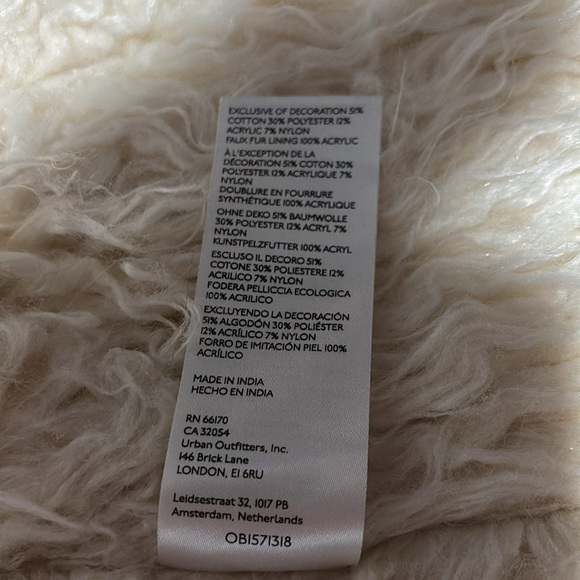 EXCLUSIVE OF DECORATION 51%
COTTON 30% POLYESTER 12%
ACRYLIC 7% NYLON
FAUX FUR LINING 100% ACRYLIC
À L'EXCEPTION DE LA
DÉCORATION 51% COTON 30%
POLYESTER 12% ACRYLIQUE 7%
NYLON
DOUBLURE EN FOURRURE
SYNTHÉTIQUE 100% ACRYLIQUE
OHNE DEKO 51% BAUMWOLLE
30% POLYESTER 12% ACRYL 7%
NYLON
KUNSTPELZFUTTER 100% ACRYL
ESCLUSO IL DECORO 51%
COTONE 30% POLIESTERE 12%
ACRILICO 7% NYLON
FODERA PELLICCIA ECOLOGICA
100% ACRILICO
EXCLUYENDO LA DECORACIÓN
51% ALGODÓN 30% POLIÉSTER
12% ACRÍLICO 7% NYLON
FORRO DE IMITACIÓN PIEL 100%
ACRÍLICO
MADE IN INDIA
HECHO EN INDIA
RN 66170
CA 32054
Urban Outfitters, Inc.
146 Brick Lane
LONDON, E1 6RU
Leidsestraat 32, 1017 PB
Amsterdam, Netherlands
OB1571318